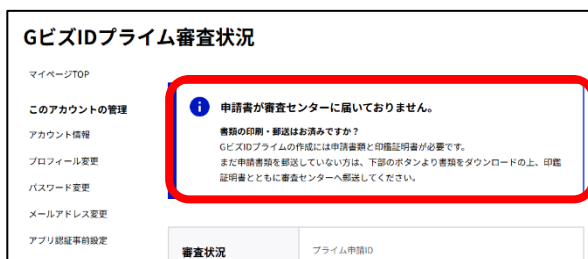 GビズIDプライム審査状況
マイページTOP
このアカウントの管理
アカウント情報
プロフィール変更
パスワード変更
メールアドレス変更
アプリ認証事前設定
申請書が審査センターに届いておりません。
書類の印刷・郵送はお済みですか？
GビズIDプライムの作成には申請書類と印鑑証明書が必要です。
まだ申請書類を郵送していない方は、下部のボタンより書類をダウンロードの上、印鑑
証明書とともに審査センターへ郵送してください。
審査状況
プライム申請ID